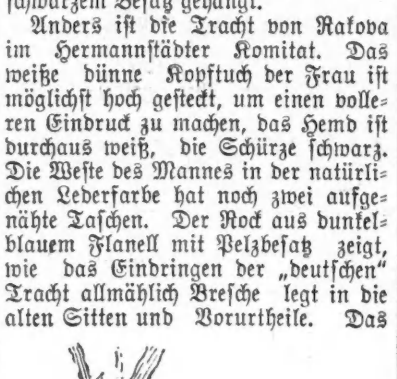 schwarzem Besatz gehängt.
Anders ist die Tracht von Rakova
im Hermannstädter Komitat. Das
weiße dünne Kopftuch der Frau ist
möglichst hoch gesteckt, um einen volle-
ren Eindruck zu machen, das Hemd ist
durchaus weiß, die Schürze schwarz.
Die Weste des Mannes in der natürli-
chen Lederfarbe hat noch zwei aufge-
nähte Taschen. Der Rock aus dunkel-
blauem Flanell mit Pelzbesatz zeigt,
wie das Eindringen der „deutschen“
Tracht allmählich Bresche legt in die
alten Sitten und Vorurtheile. Das